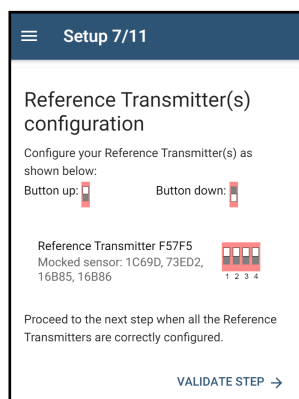 Setup 7/11
Reference Transmitter(s)
configuration
Configure your Reference Transmitter(s) as
shown below:
Button up: Button down:
Reference Transmitter F57F5
Mocked sensor: 1C69D, 73ED2,
16B85, 16B86
1 2 3 4
Proceed to the next step when all the Reference
Transmitters are correctly configured.
VALIDATE STEP →